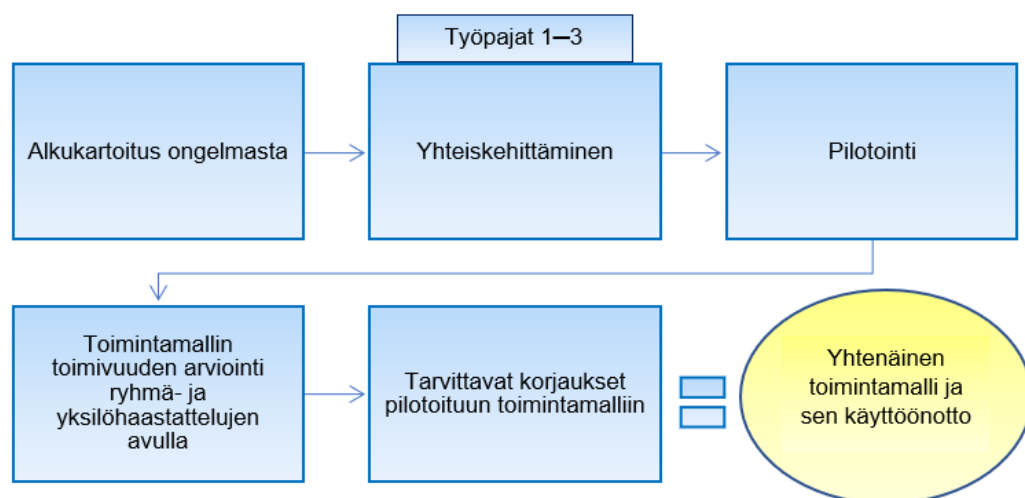 Työpajat 1—3
Alkukartoitus ongelmasta
Yhteiskehittäminen
Pilotointi
Toimintamallin
toimivuuden arviointi
ryhmä- ja
yksilöhaastattelujen
avulla
Tarvittavat korjaukset
pilotoituun toimintamalliin
Yhtenäinen
toimintamalli ja
sen käyttöönotto